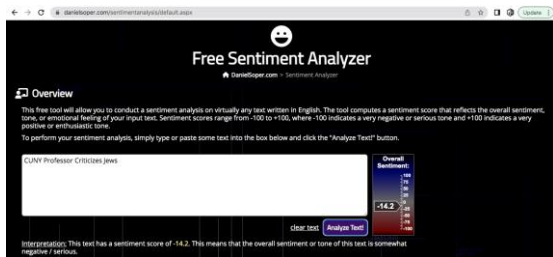 danielsoper.com/sentimentanalysis/default.aspx
Update
Free Sentiment Analyzer
DanielSoper.com > Sentiment Analyzer
Overview
This free tool will allow you to conduct a sentiment analysis on virtually any text written in English. The tool computes a sentiment score that reflects the overall sentiment,
tone, or emotional feeling of your input text. Sentiment scores range from -100 to +100, where -100 indicates a very negative or serious tone and +100 indicates a very
positive or enthusiastic tone.
To perform your sentiment analysis, simply type or paste some text into the box below and click the "Analyze Text!" button.
CUNY Professor Criticizes Jews
Overall
Sentiment:
100
75
50
25
-14.2
-25
-50
-75
-100
clear text
Analyze Text!
Interpretation: This text has a sentiment score of -14.2. This means that the overall sentiment or tone of this text is somewhat
negative / serious.